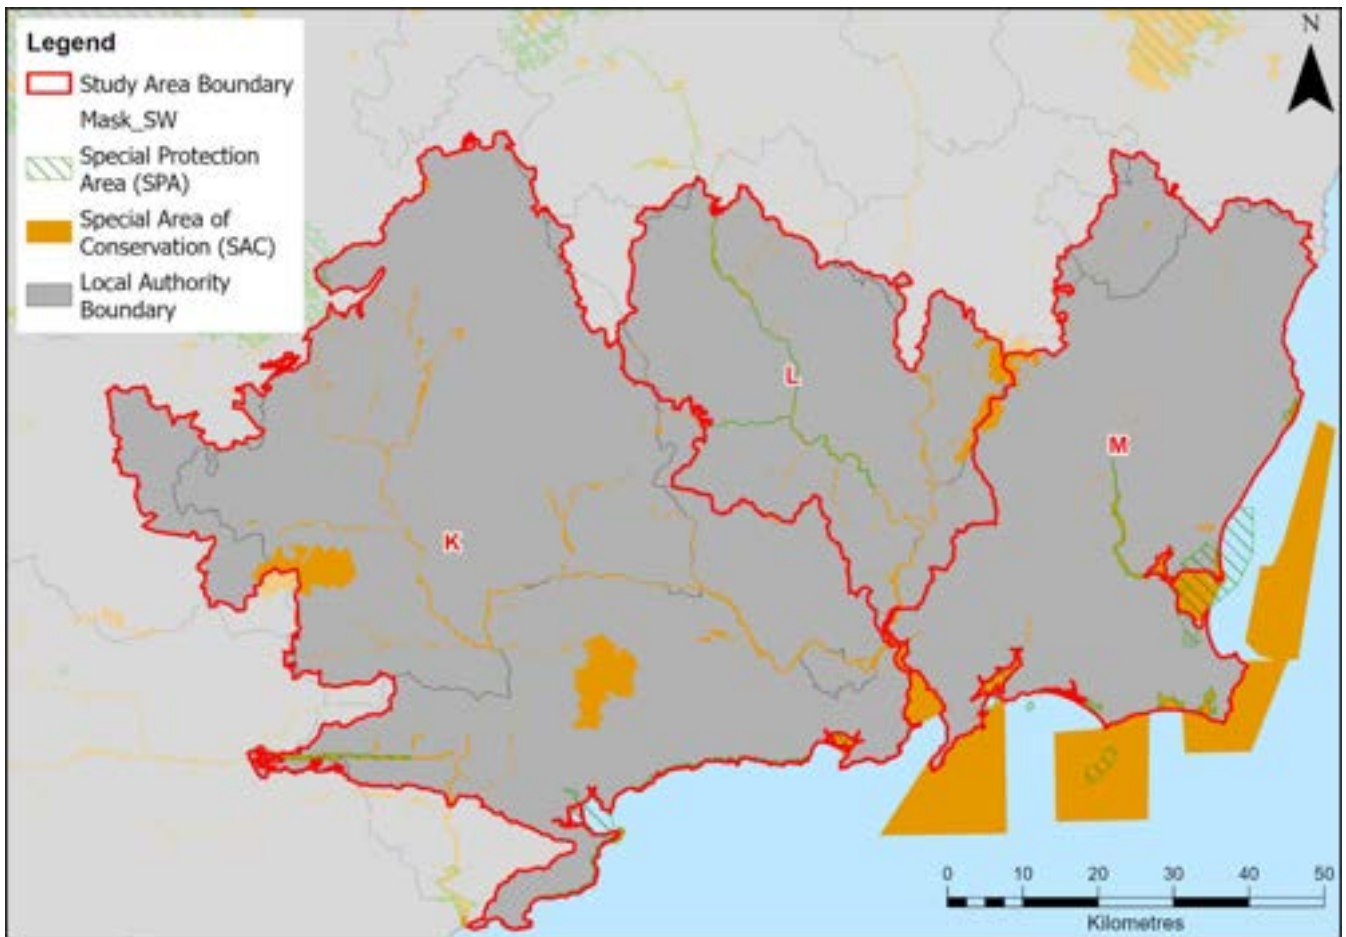 Legend
Study Area Boundary
Mask_SW
Special Protection
Area (SPA)
Special Area of
Conservation (SAC)
Local Authority
Boundary
N
L
M
K
0 10 20 30 40 50
Kilometres